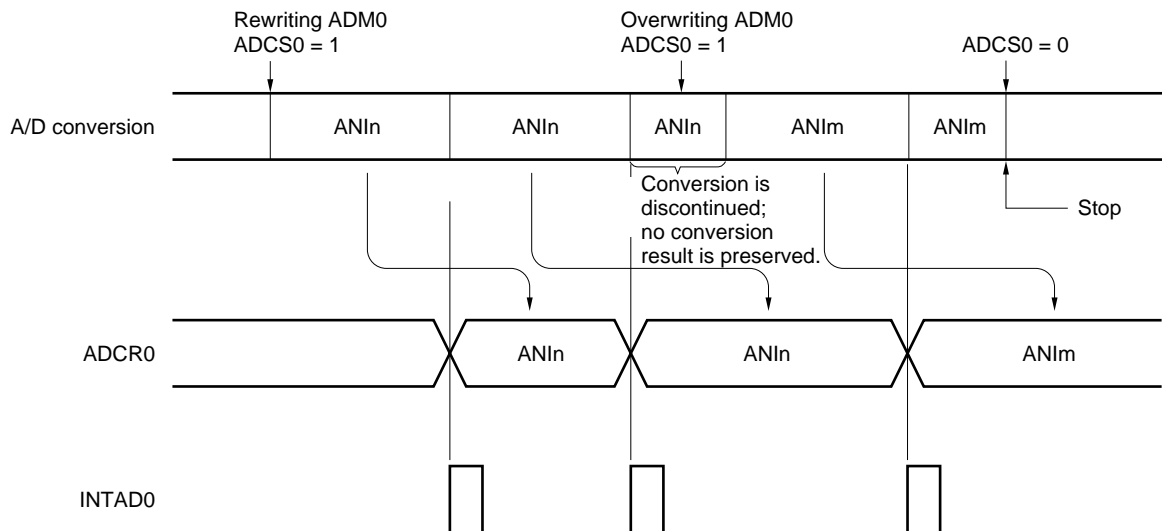 Rewriting ADM0
ADCS0 = 1
Overwriting ADM0
ADCS0 = 1
ADCS0 = 0
A/D conversion
ANIn
ANIn
ANIn
ANIm
ANIm
Conversion is
discontinued;
no conversion
result is preserved.
Stop
ADCR0
ANIn
ANIn
ANIm
INTAD0